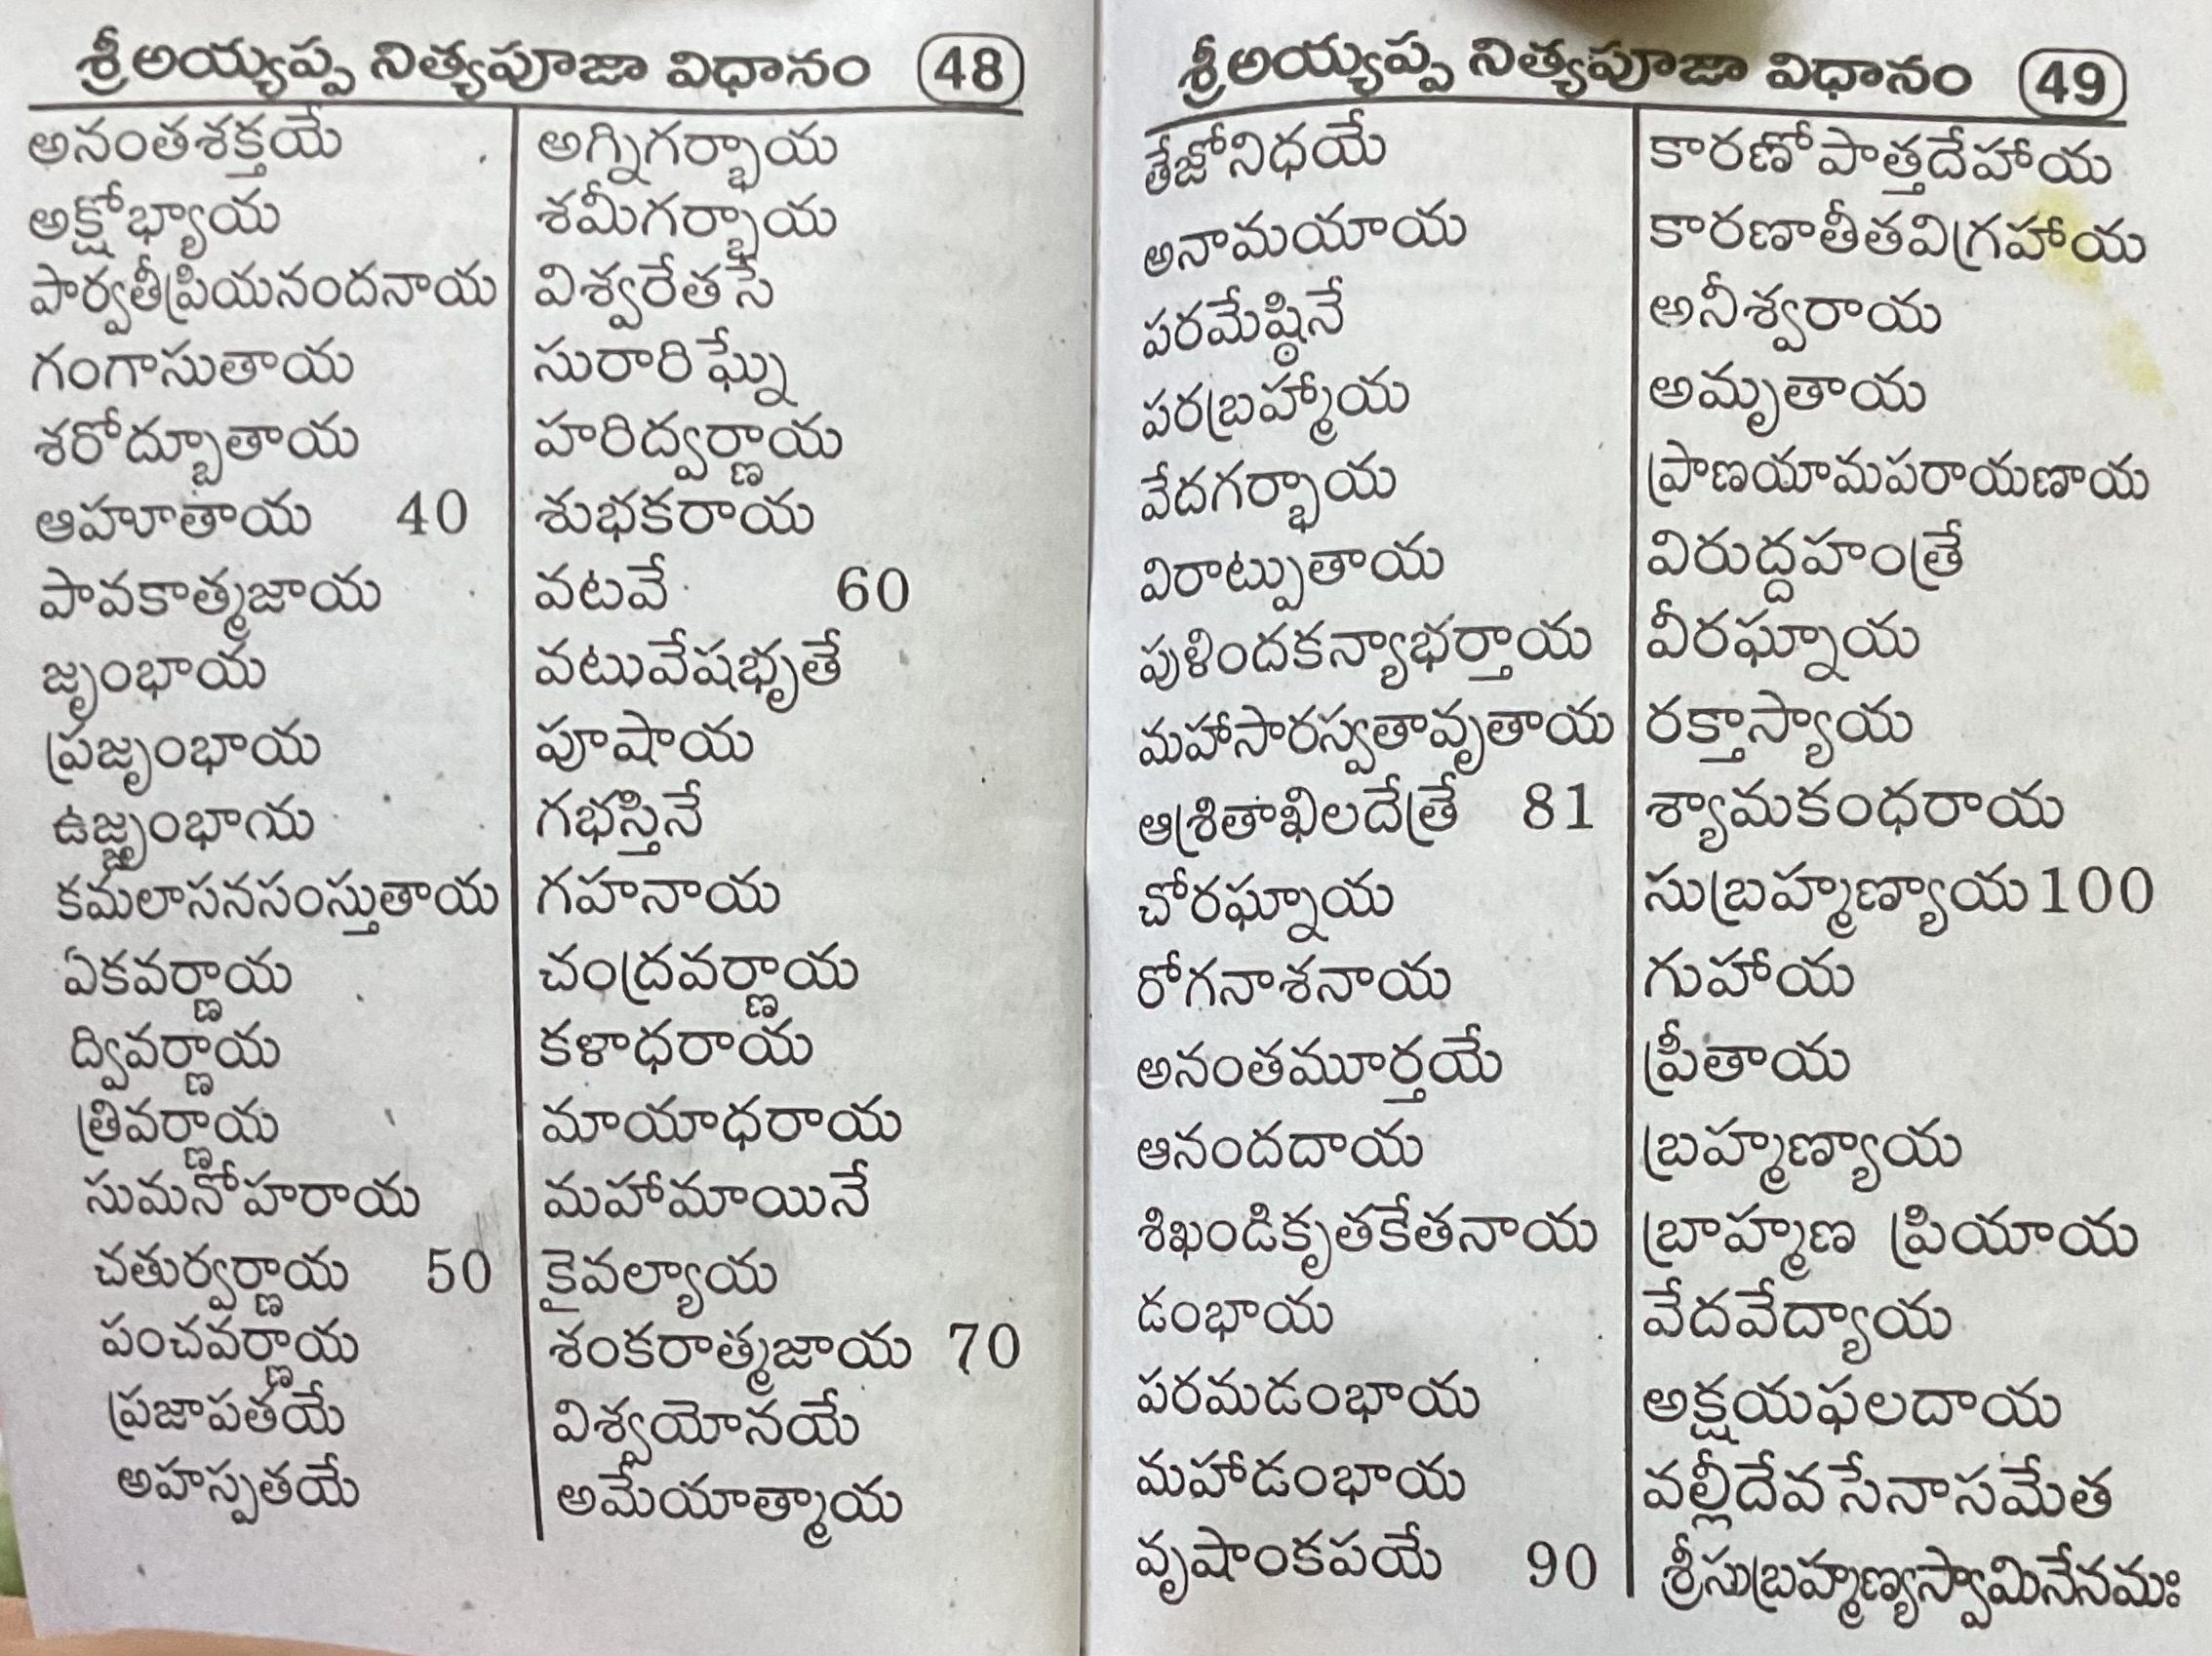 శ్రీఅయ్యప్ప నిత్యపూజా విధానం 48
అనంతశక్తయే
అక్షోభ్యాయ
పార్వతీప్రియనందనాయ
గంగాసుతాయ
శరోద్భూతాయ
ఆహూతాయ 40
పావకాత్మజాయ
జృంభాయ
ప్రజృంభాయ
ఉజ్జృంభాయ
కమలాసనసంస్తుతాయ
ఏకవర్ణాయ
ద్వివర్ణాయ
త్రివర్ణాయ
సుమనోహరాయ
చతుర్వర్ణాయ 50
పంచవర్ణాయ
ప్రజాపతయే
అహస్పతయే
అగ్నిగర్భాయ
శమీగర్భాయ
విశ్వరేతసే
సురారిఘ్నే
హరిద్వర్ణాయ
శుభకరాయ
వటవే 60
వటువేషభృతే
పూషాయ
గభస్తినే
గహనాయ
చంద్రవర్ణాయ
కళాధరాయ
మాయాధరాయ
మహామాయినే
కైవల్యాయ
శంకరాత్మజాయ 70
విశ్వయోనయే
అమేయాత్మాయ
శ్రీఅయ్యప్ప నిత్యపూజా విధానం 49
తేజోనిధయే
అనామయాయ
పరమేష్ఠినే
పరబ్రహ్మాయ
వేదగర్భాయ
విరాట్పుతాయ
పుళిందకన్యాభర్తాయ
మహాసారస్వతావృతాయ
ఆశ్రితాఖిలదేత్రే 81
చోరఘ్నాయ
రోగనాశనాయ
అనంతమూర్తయే
ఆనందదాయ
శిఖండికృతకేతనాయ
డంభాయ
పరమడంభాయ
మహాడంభాయ
వృషాంకపయే 90
కారణోపాత్తదేహాయ
కారణాతీతవిగ్రహాయ
అనీశ్వరాయ
అమృతాయ
ప్రాణయామపరాయణాయ
విరుద్దహంత్రే
వీరఘ్నాయ
రక్తాస్యాయ
శ్యామకంధరాయ
సుబ్రహ్మణ్యాయ 100
గుహాయ
ప్రీతాయ
బ్రహ్మణ్యాయ
బ్రాహ్మణ ప్రియాయ
వేదవేద్యాయ
అక్షయఫలదాయ
వల్లీదేవసేనాసమేత
శ్రీసుబ్రహ్మణ్యస్వామినేనమః